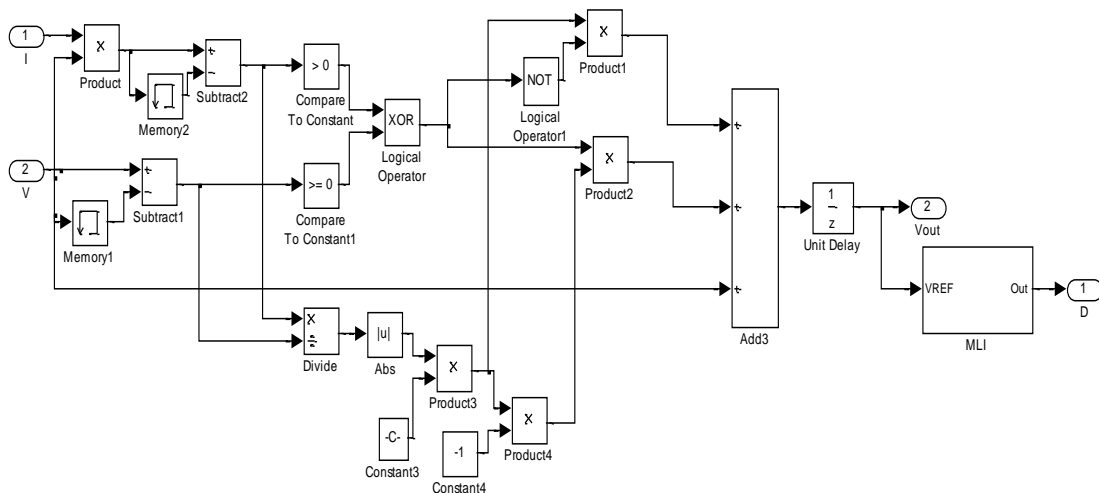 1
I
X
Product
Memory2
+
−
Subtract2
> 0
Compare
To Constant
2
V
Memory1
+
−
Subtract1
>= 0
Compare
To Constant1
XOR
Logical
Operator
NOT
Logical
Operator1
X
Product1
X
Product2
X
÷
Divide
|u|
Abs
X
Product3
-C-
Constant3
-1
Constant4
X
Product4
+
+
+
Add3
1
z
Unit Delay
2
Vout
VREF
Out
MLI
1
D